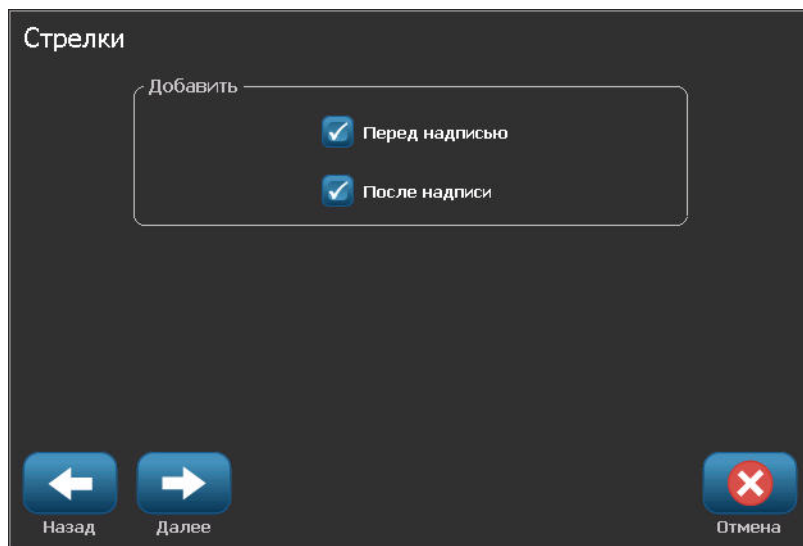 Стрелки
Добавить
Перед надписью
После надписи
Назад Далее Отмена